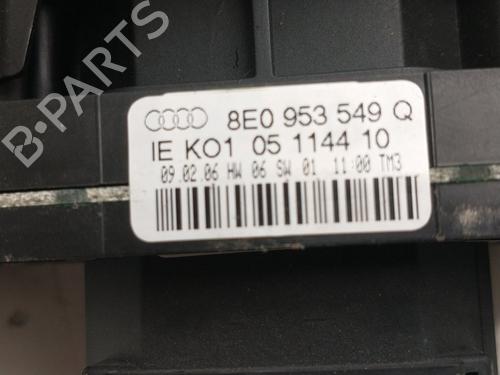 8E0 953 549 Q
IE KO1 05 1144 10
09.02.06 HW 06 SW 01 11:00 TM3
B-PARTS